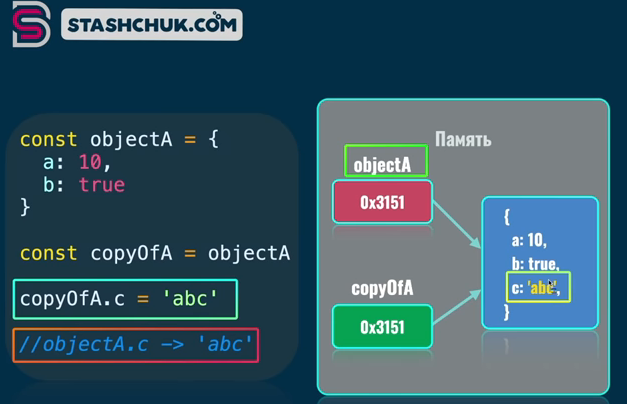 STASHCHUK.COM
const objectA = {
a: 10,
b: true
}
const copyOfA = objectA
copyOfA.c = 'abc'
//objectA.c -> 'abc'
Память
objectA
0x3151
copyOfA
0x3151
{
a: 10,
b: true,
c: 'abc',
}